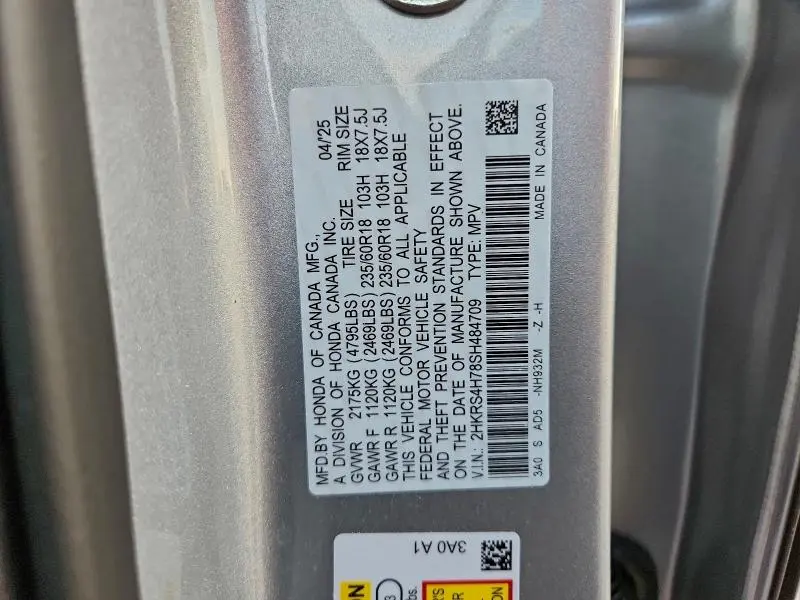 MFD.BY HONDA OF CANADA MFG., 04/25
A DIVISION OF HONDA CANADA INC.
GVWR 2175KG (4795LBS) TIRE SIZE RIM SIZE
GAWR F 1120KG (2469LBS) 235/60R18 103H 18X7.5J
GAWR R 1120KG (2469LBS) 235/60R18 103H 18X7.5J
THIS VEHICLE CONFORMS TO ALL APPLICABLE
FEDERAL MOTOR VEHICLE SAFETY
AND THEFT PREVENTION STANDARDS IN EFFECT
ON THE DATE OF MANUFACTURE SHOWN ABOVE.
V.I.N.: 2HKRS4H78SH484709 TYPE: MPV
3A0 S AD5 -NH932M -Z -H MADE IN CANADA
3A0 A1